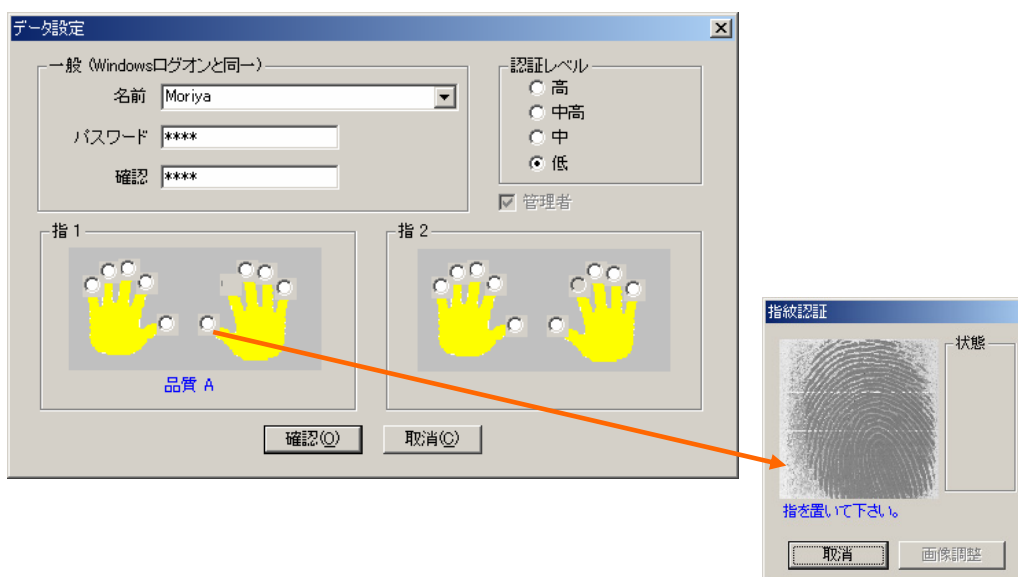 データ設定
一般（Windowsログオンと同一）
名前 Moriya
パスワード ****
確認 ****
認証レベル
高
中高
中
低
管理者
指 1
指 2
品質 A
確認(O) 取消(C)
指紋認証
状態
指を置いて下さい。
取消 画像調整